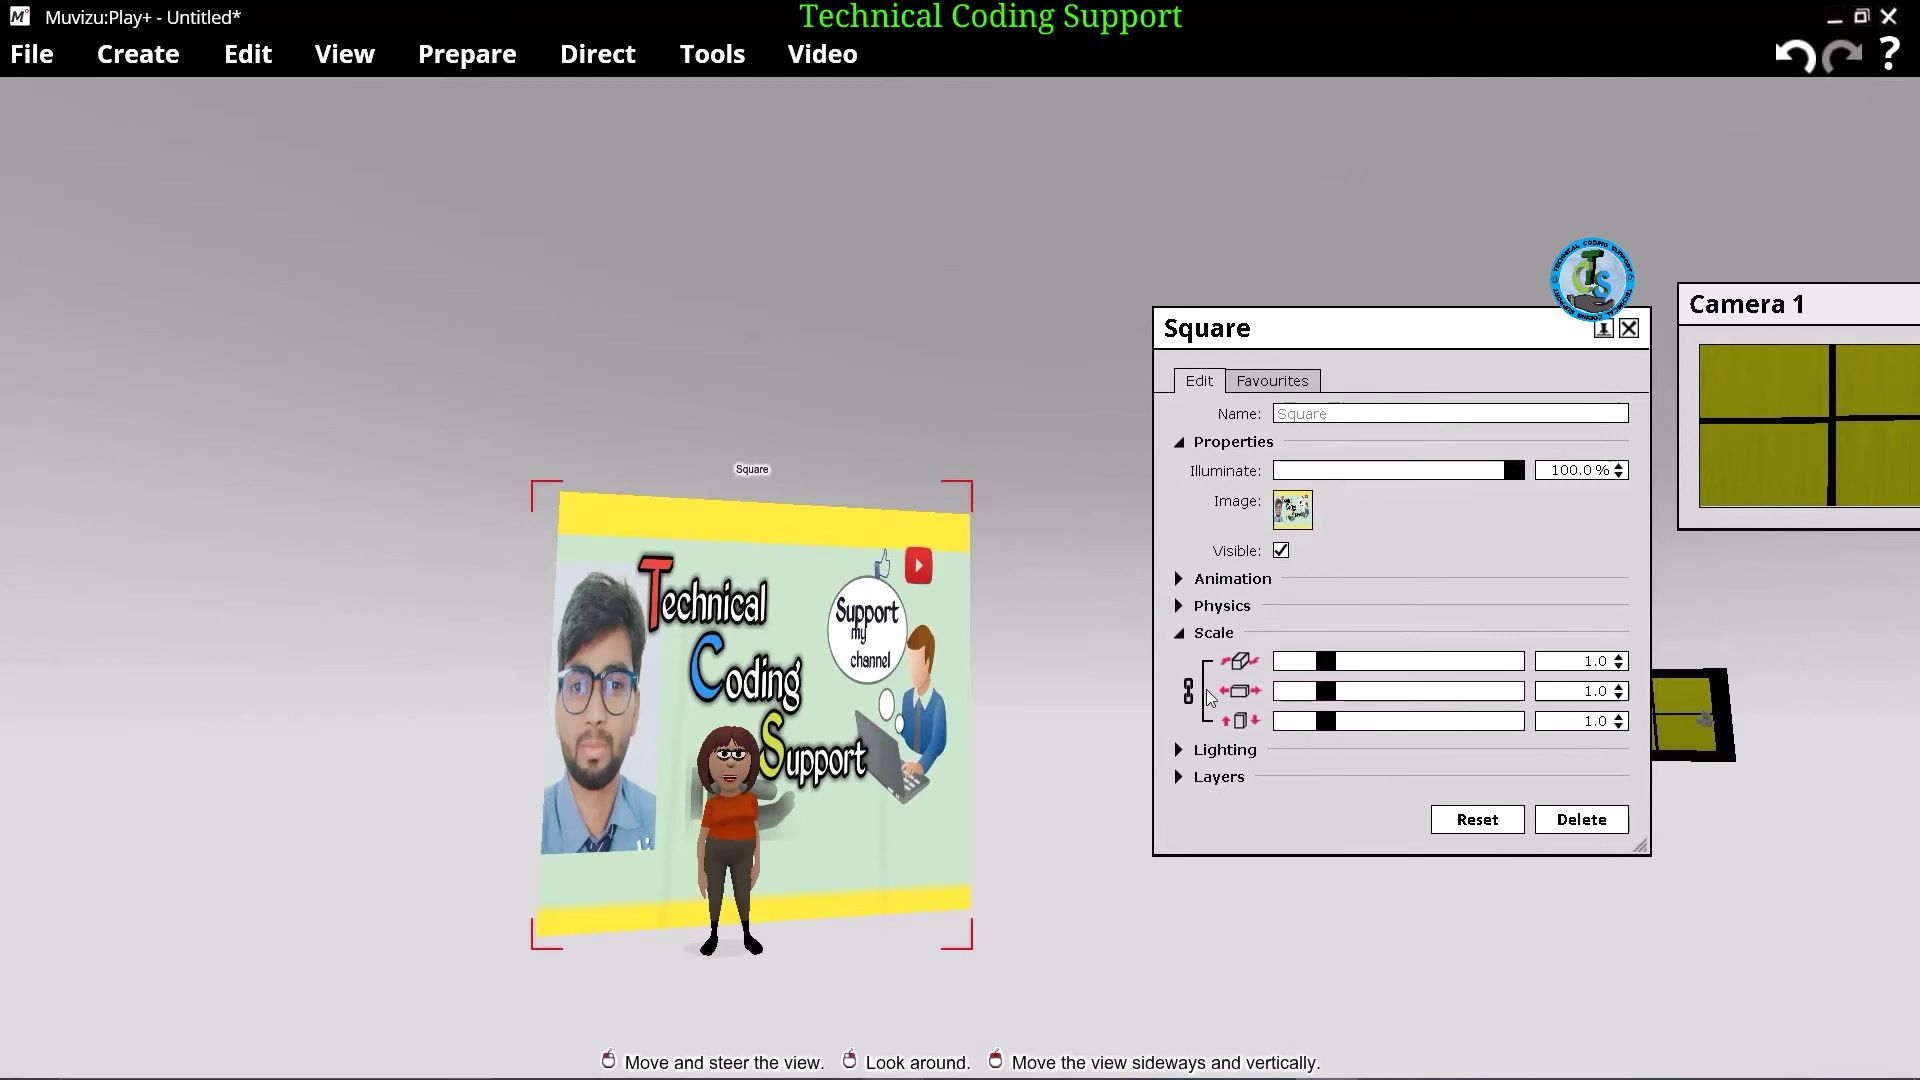 Muvizu:Play+ - Untitled*
Technical Coding Support
File Create Edit View Prepare Direct Tools Video ?
TECHNICAL CODING SUPPORT
Camera 1
Square
Edit Favourites
Name: Square
Properties
Illuminate: 100.0 %
Image:
Visible:
Animation
Physics
Scale
1.0
1.0
1.0
Lighting
Layers
Reset Delete
Square
Technical
Coding
Support
Support
my
channel
Move and steer the view. Look around. Move the view sideways and vertically.